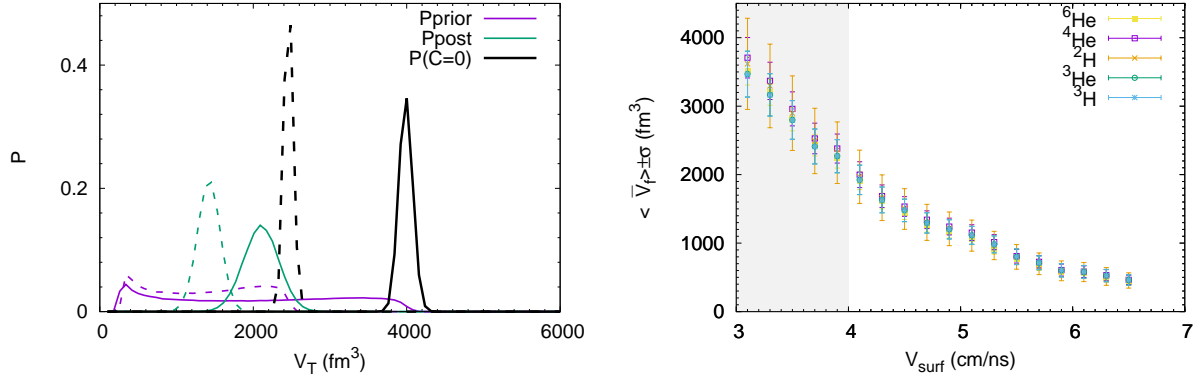 Pprior
Ppost
P(C=0)
P
0.4
0.2
0
0 2000 4000 6000
V_T (fm^3)
^6He
^4He
^2H
^3He
^3H
< V̅_f>±σ (fm^3)
4000
3000
2000
1000
0
3 4 5 6 7
V_surf (cm/ns)